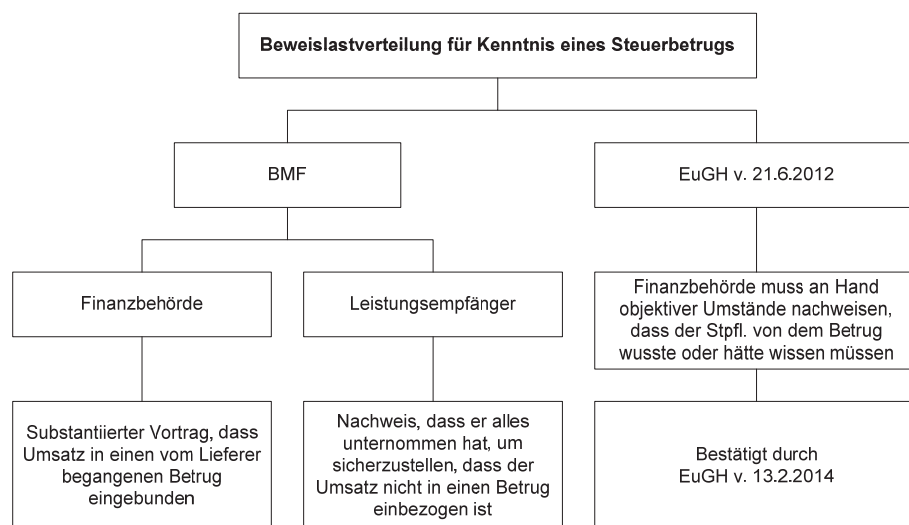 Beweislastverteilung für Kenntnis eines Steuerbetrugs
BMF
EuGH v. 21.6.2012
Finanzbehörde
Leistungsempfänger
Finanzbehörde muss an Hand
objektiver Umstände nachweisen,
dass der Stpfl. von dem Betrug
wusste oder hätte wissen müssen
Substantiierter Vortrag, dass
Umsatz in einen vom Lieferer
begangenen Betrug
eingebunden
Nachweis, dass er alles
unternommen hat, um
sicherzustellen, dass der
Umsatz nicht in einen Betrug
einbezogen ist
Bestätigt durch
EuGH v. 13.2.2014